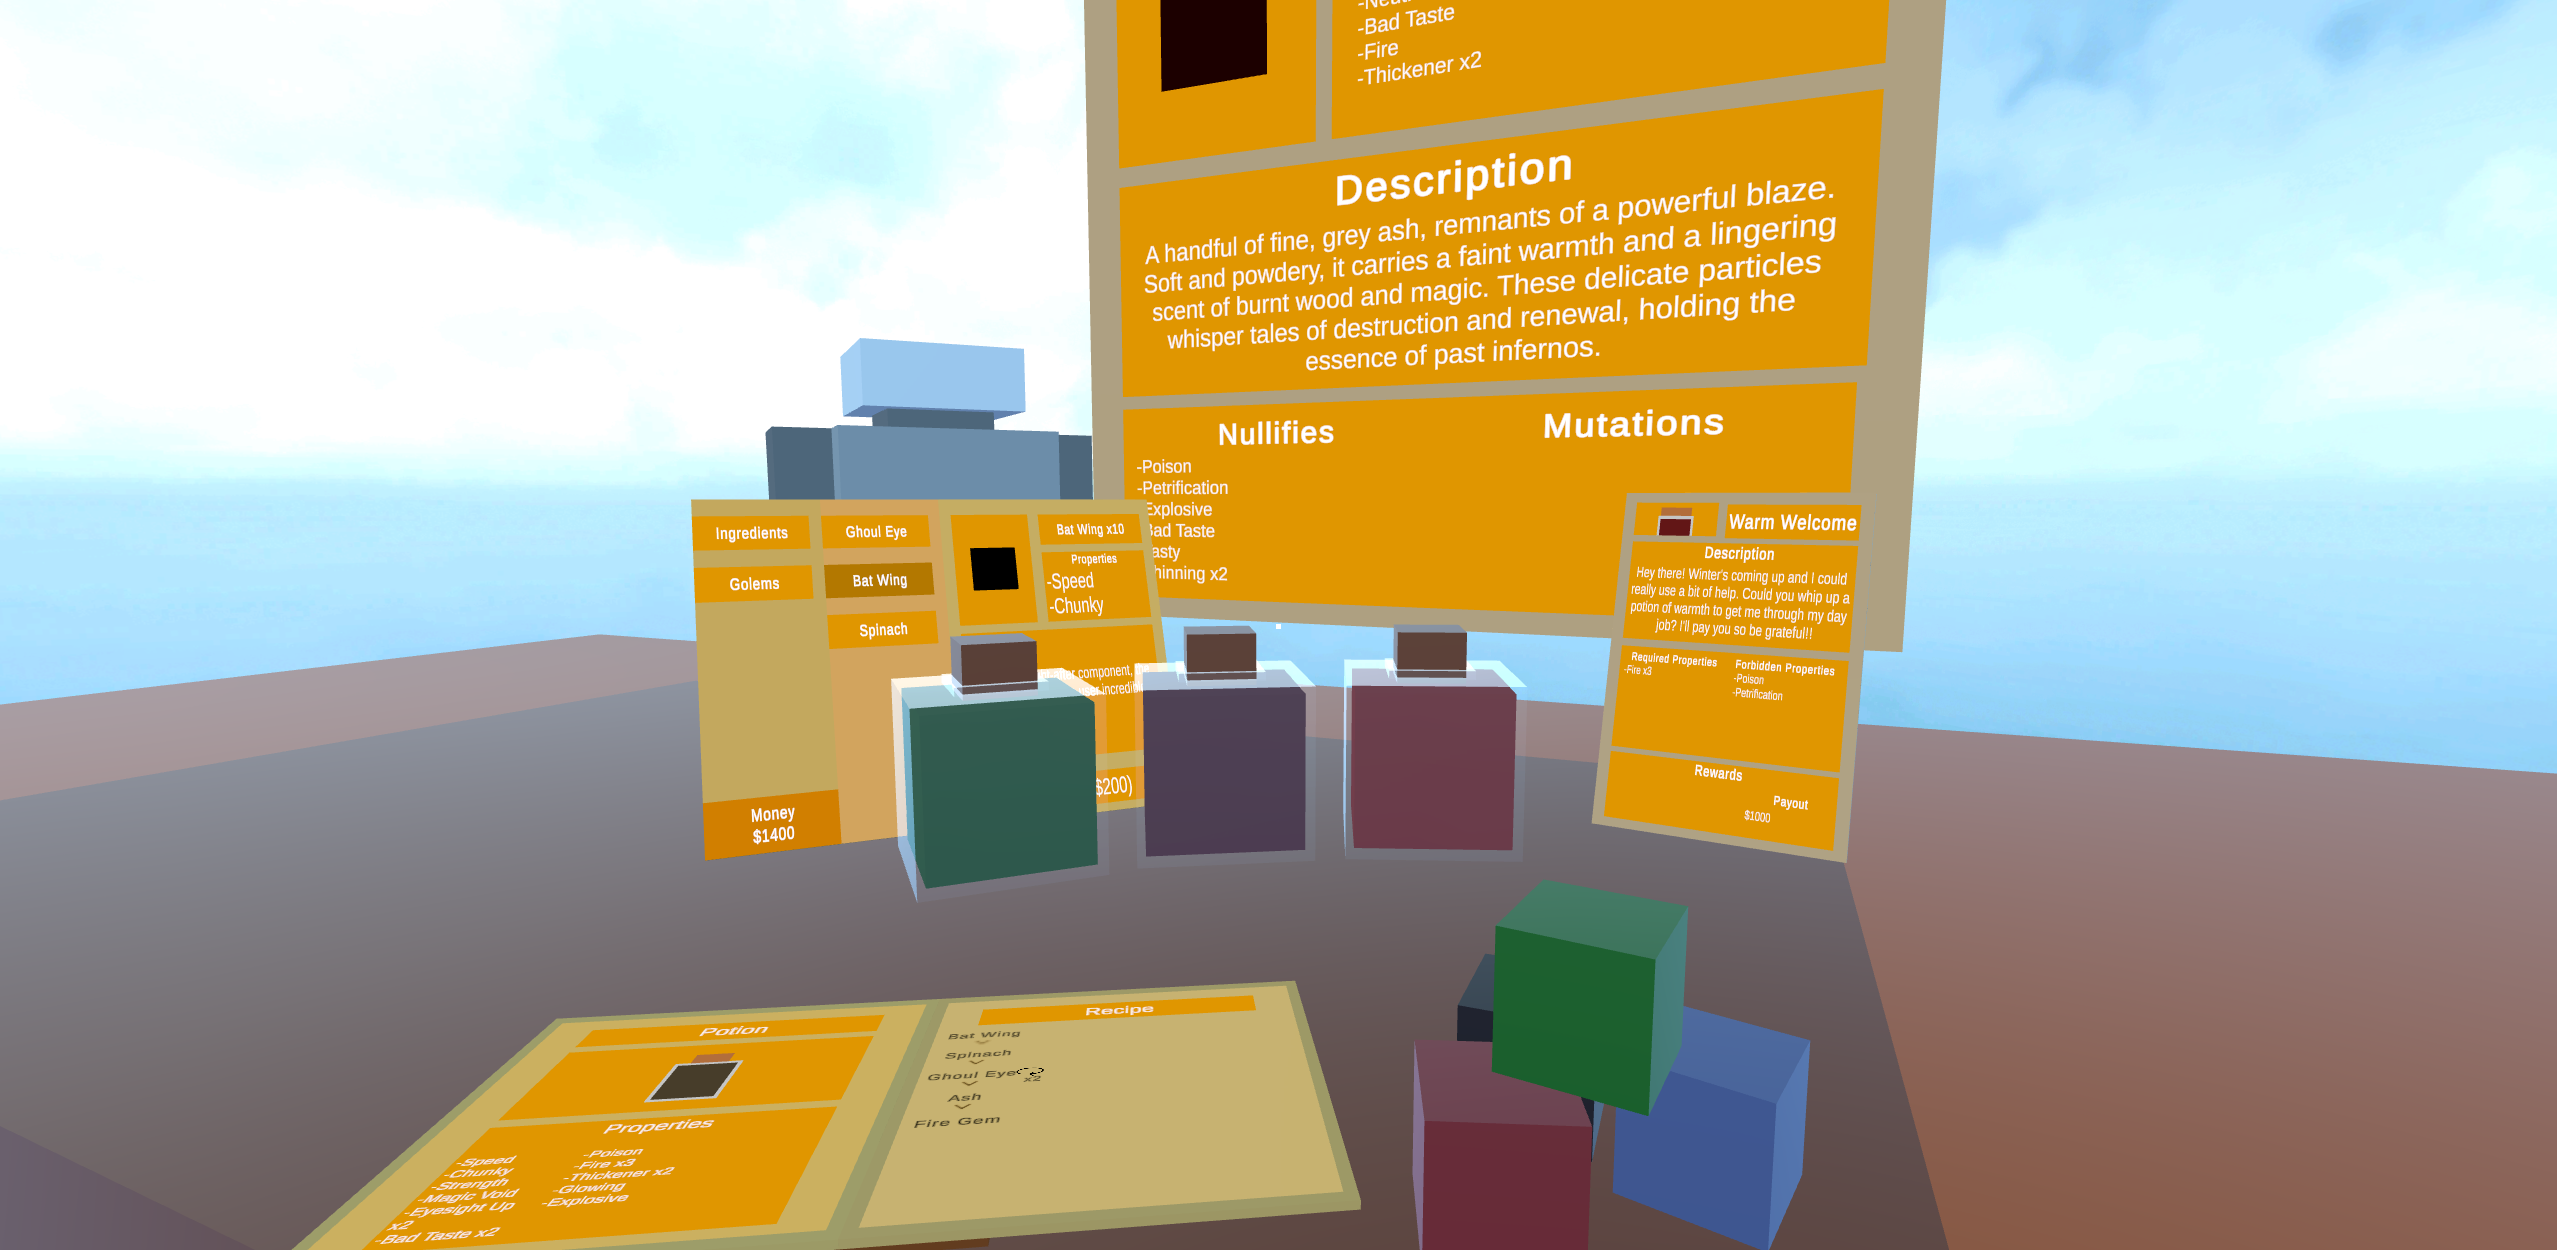 -Bad Taste
-Fire
-Thickener x2
Description
A handful of fine, grey ash, remnants of a powerful blaze.
Soft and powdery, it carries a faint warmth and a lingering
scent of burnt wood and magic. These delicate particles
whisper tales of destruction and renewal, holding the
essence of past infernos.
Nullifies
-Poison
-Petrification
Explosive
Bad Taste
asty
hinning x2
Mutations
Ingredients
Golems
Money
$1400
Ghoul Eye
Bat Wing
Spinach
Bat Wing x10
Properties
-Speed
-Chunky
component,
user
$200)
Warm Welcome
Description
Hey there! Winter's coming up and I could
really use a bit of help. Could you whip up a
potion of warmth to get me through my day
job? I'll pay you so be grateful!!!
Required Properties
-Fire x3
Forbidden Properties
-Poison
-Petrification
Rewards
Payout
$1000
Potion
Properties
-Speed
-Chunky
-Strength
-Magic Void
-Eyesight Up
x2
-Bad Taste x2
-Poison
-Fire x3
-Thickener x2
-Glowing
-Explosive
Recipe
Bat Wing
Spinach
Ghoul Eye
x2
Ash
Fire Gem